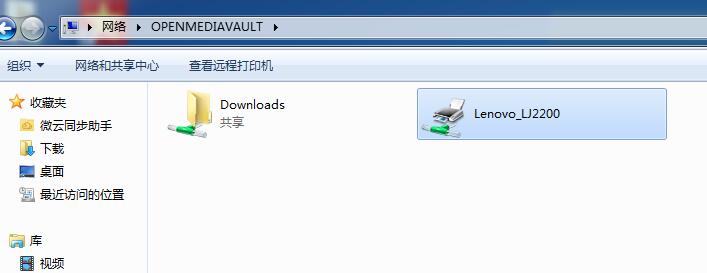 网络 ▸ OPENMEDIAVAULT ▸
组织 网络和共享中心 查看远程打印机
收藏夹
微云同步助手
下载
桌面
最近访问的位置
库
视频
Downloads
共享
Lenovo_LJ2200